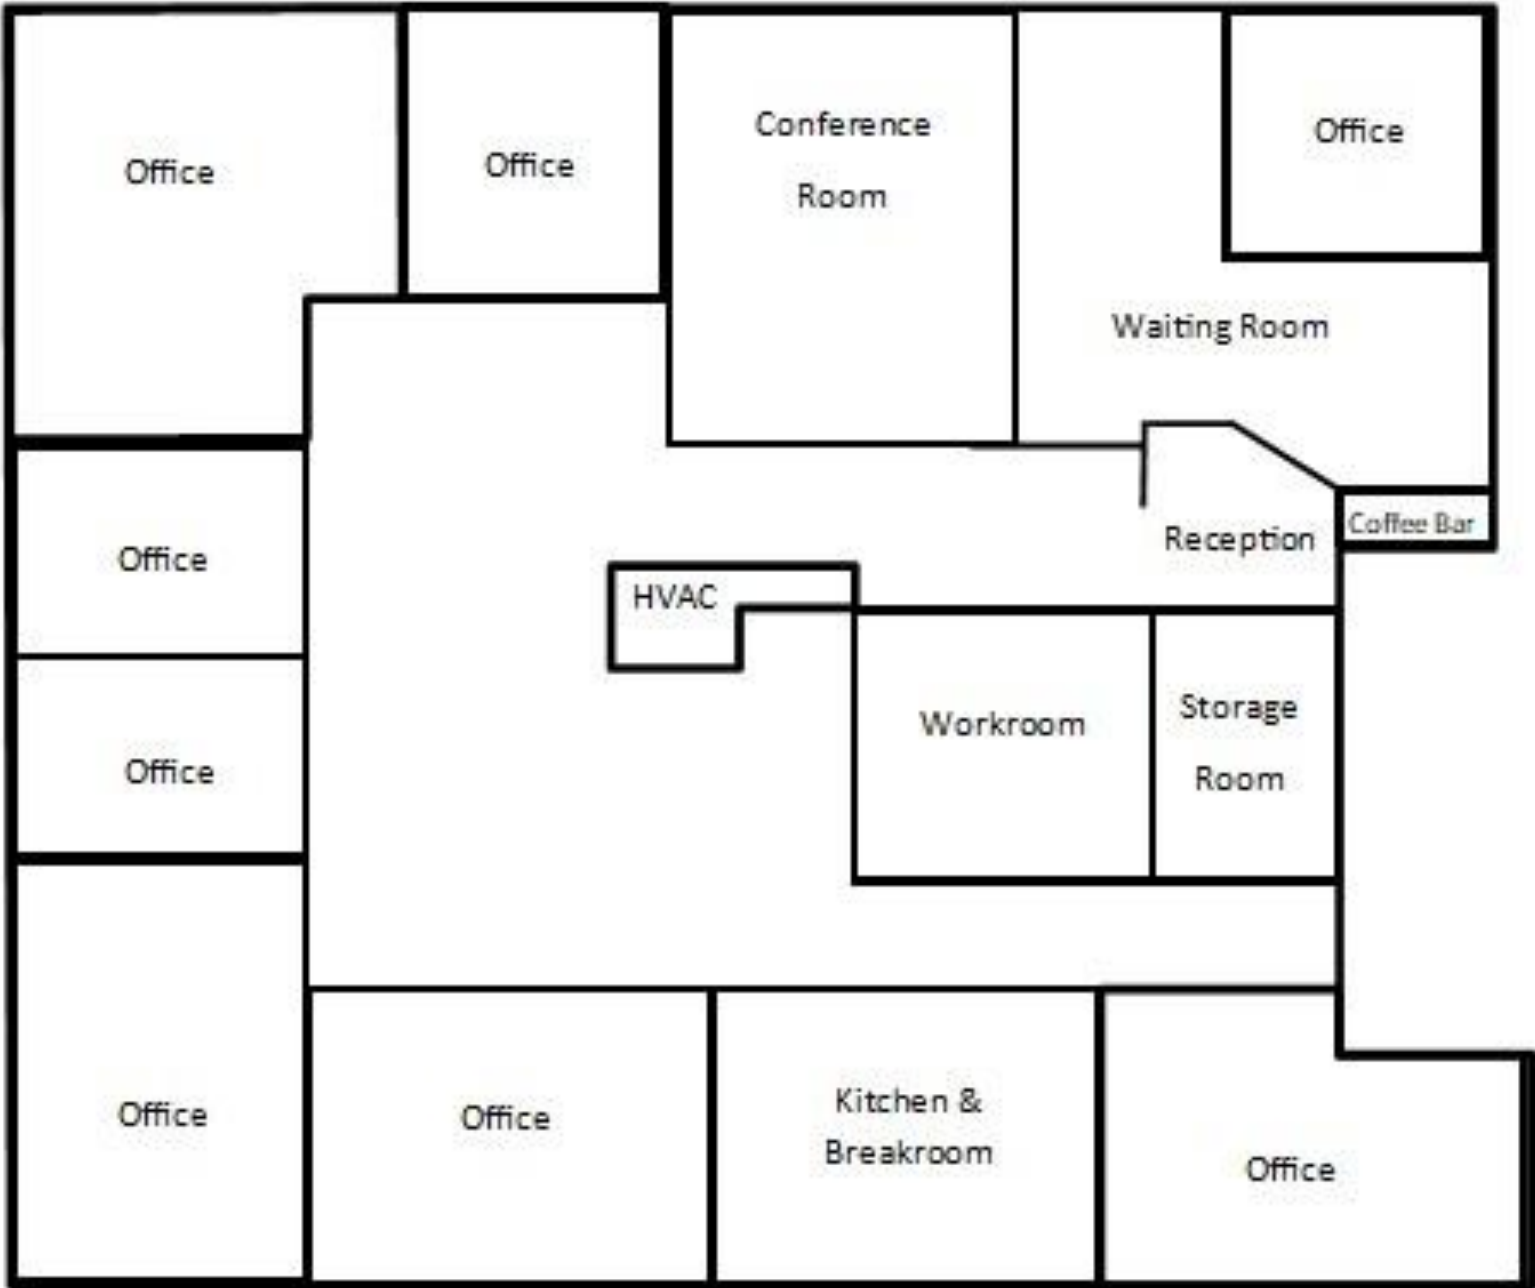 Office
Office
Conference
Room
Office
Waiting Room
Office
HVAC
Reception
Coffee Bar
Office
Workroom
Storage
Room
Office
Office
Kitchen &
Breakroom
Office